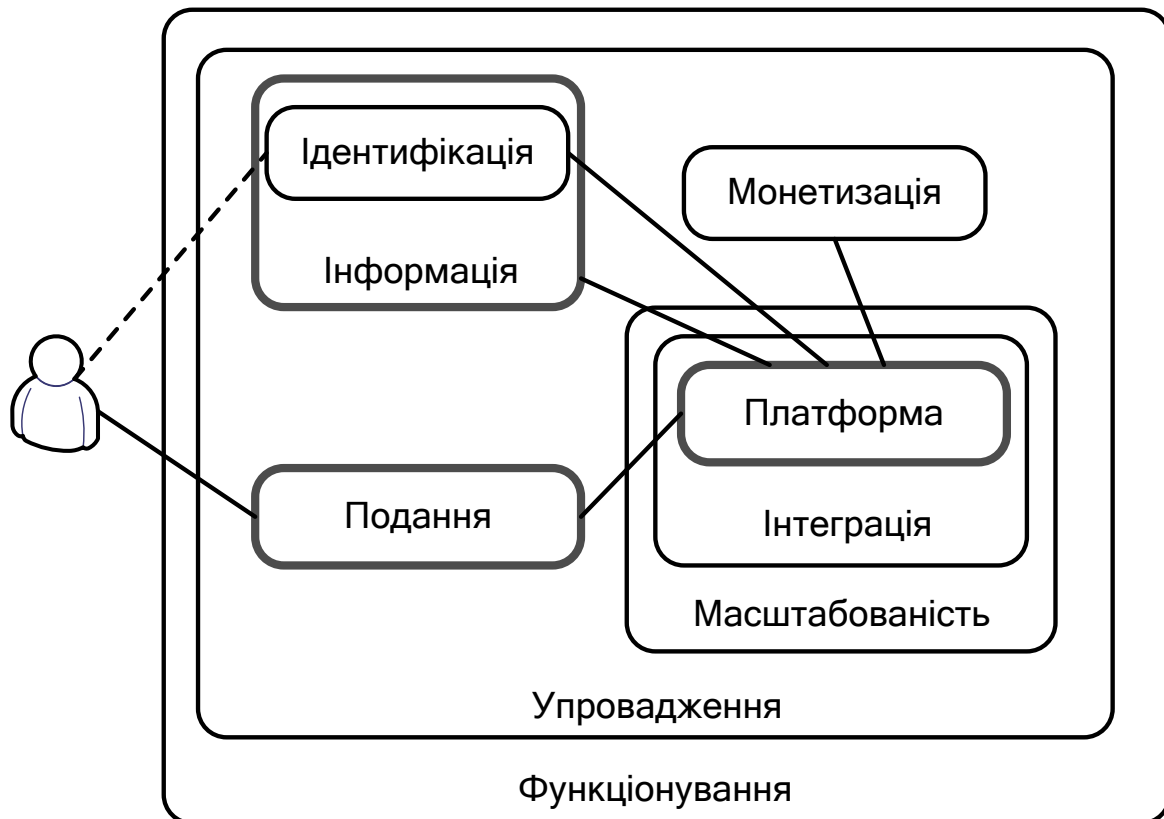 Ідентифікація
Монетизація
Інформація
Платформа
Подання
Інтеграція
Масштабованість
Упровадження
Функціонування